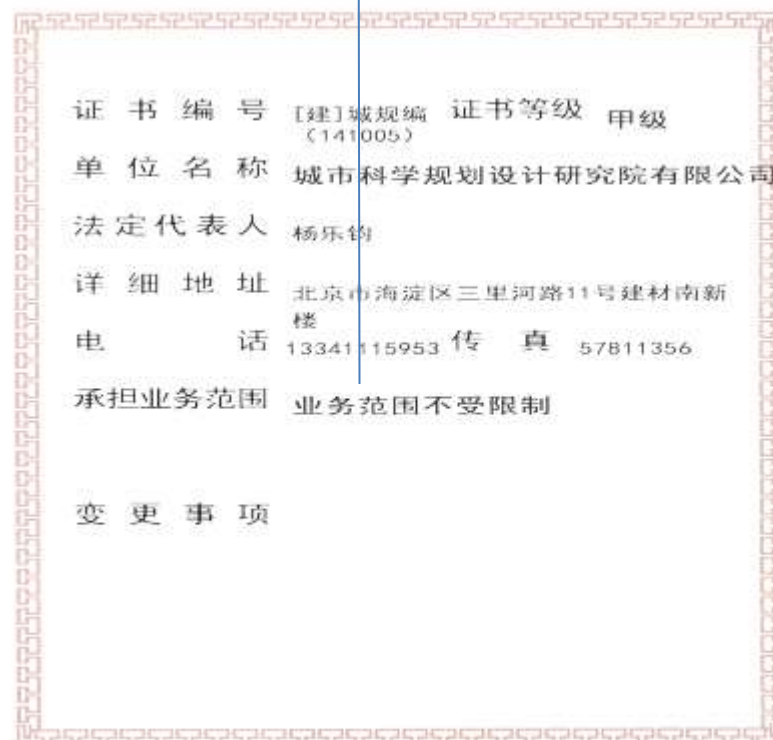 证书编号 [建]城规编 证书等级 甲级
(141005)
单位名称 城市科学规划设计研究院有限公司
法定代表人 杨乐钧
详细地址 北京市海淀区三里河路11号建材南新
楼
电话 13341115953 传真 57811356
承担业务范围 业务范围不受限制
变更事项